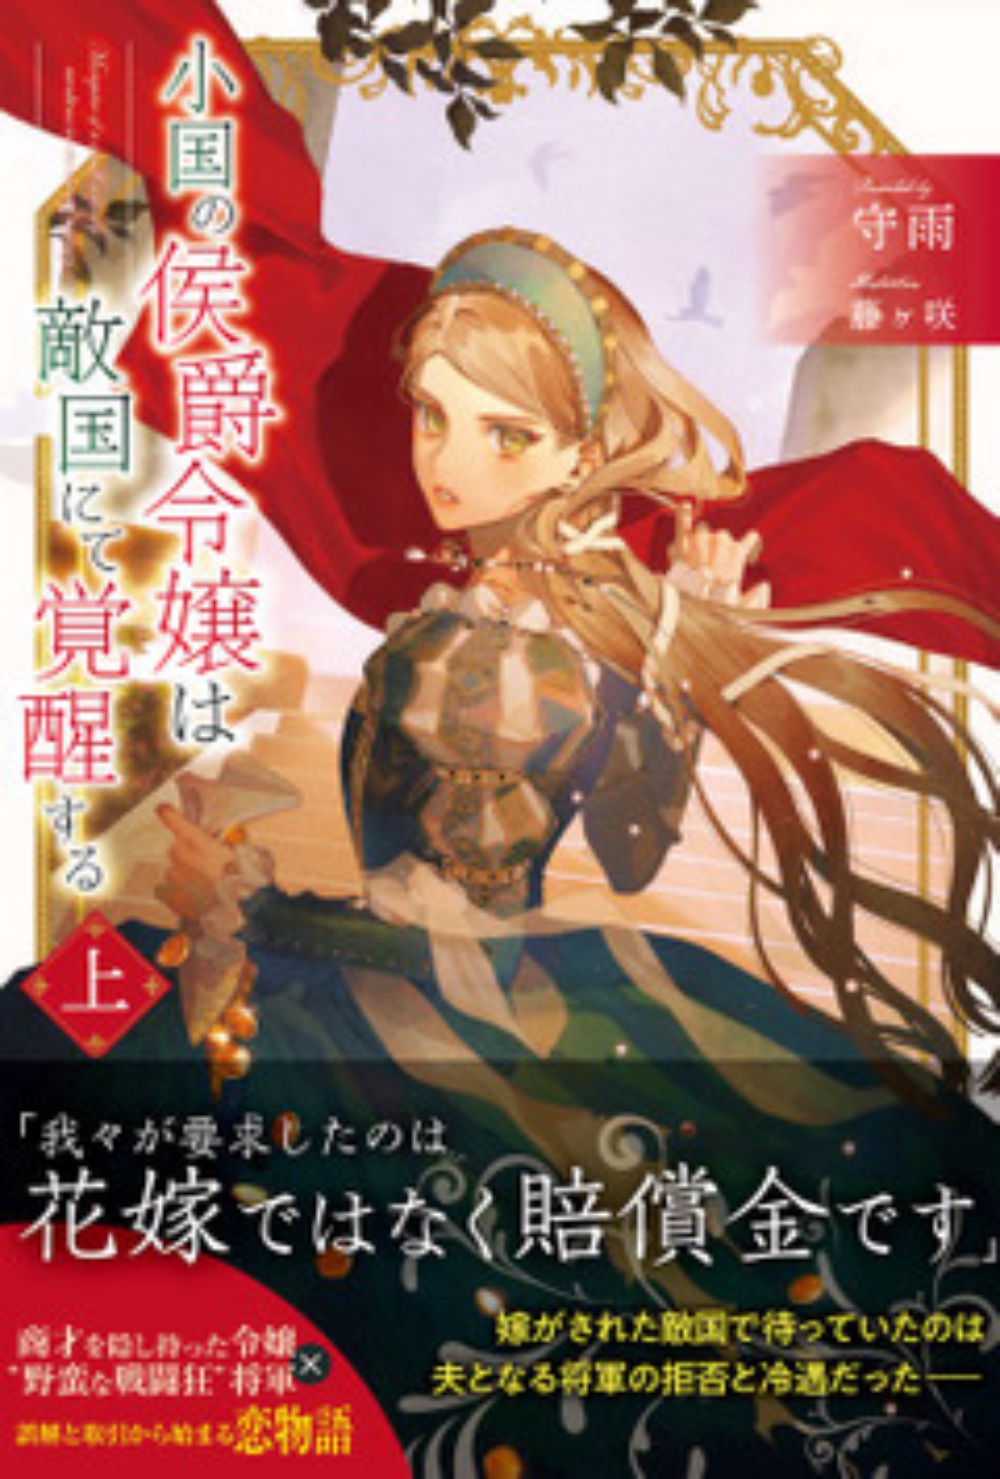 小国の侯爵令嬢は
敵国にて覚醒する
上
守雨
藤ヶ咲
「我々が要求したのは
花嫁ではなく賠償金です」
嫁がされた敵国で待っていたのは
夫となる将軍の拒否と冷遇だった――
商才を隠し持った令嬢
×
“野蛮な戦闘狂”将軍
誤解と取引から始まる恋物語